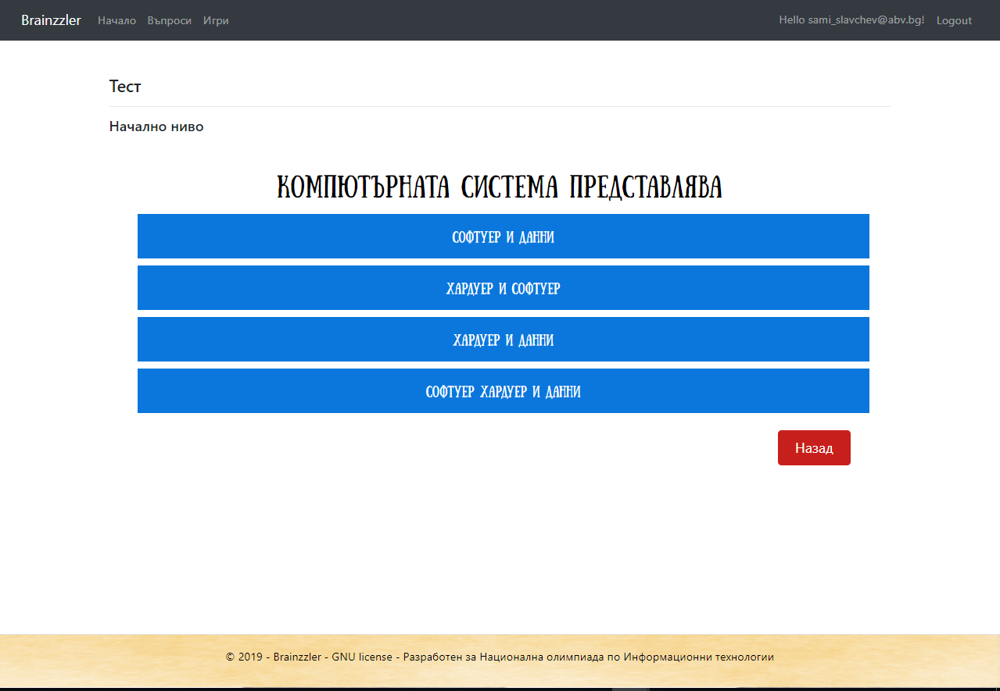 Brainzzler Начало Въпроси Игри Hello sami_slavchev@abv.bg! Logout
Тест
Начално ниво
КОМПЮТЪРНАТА СИСТЕМА ПРЕДСТАВЛЯВА
СОФТУЕР И ДАННИ
ХАРДУЕР И СОФТУЕР
ХАРДУЕР И ДАННИ
СОФТУЕР ХАРДУЕР И ДАННИ
Назад
© 2019 - Brainzzler - GNU license - Разработен за Национална олимпиада по Информационни технологии